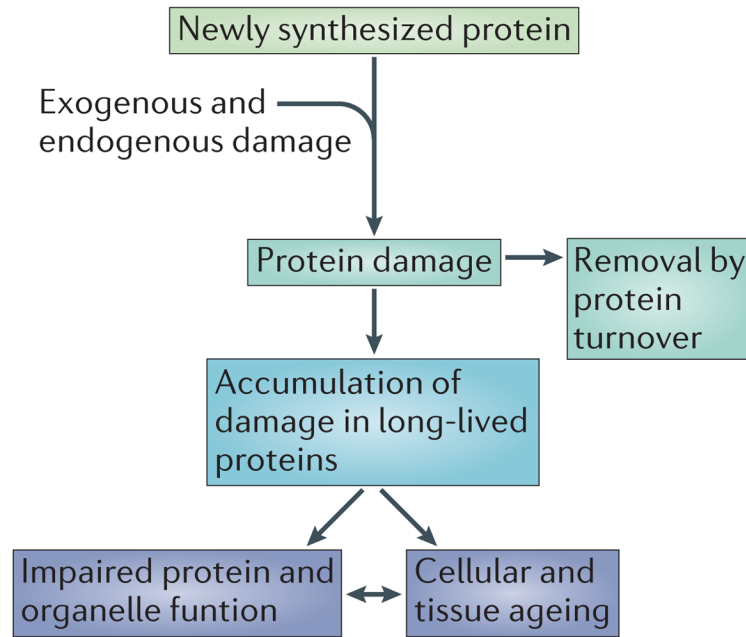 Newly synthesized protein
Exogenous and
endogenous damage
Protein damage
Removal by
protein
turnover
Accumulation of
damage in long-lived
proteins
Impaired protein and
organelle funtion
Cellular and
tissue ageing